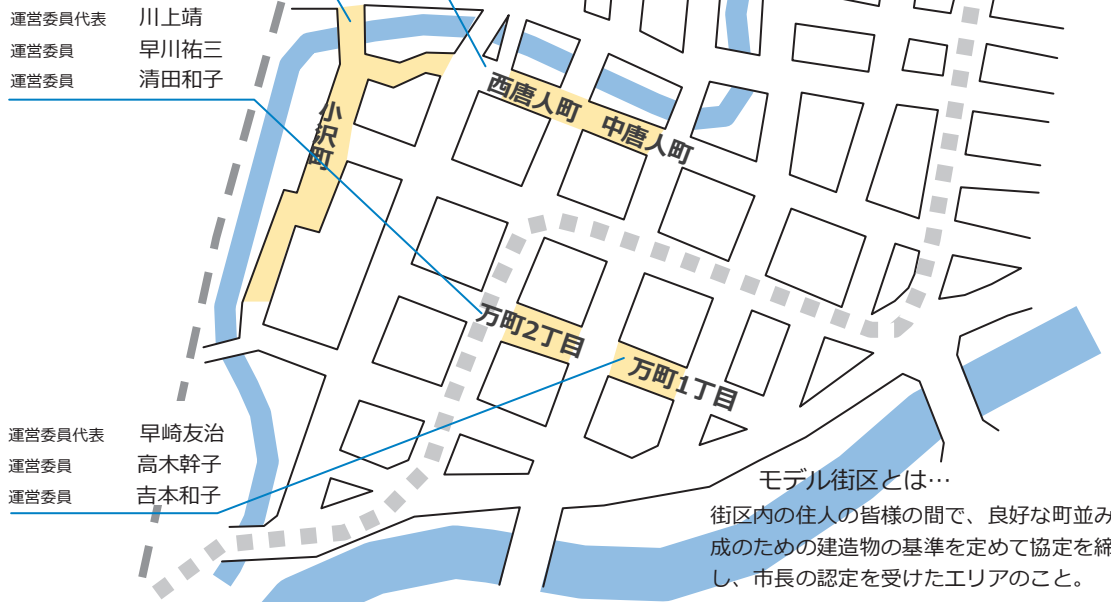 運営委員代表 川上靖
運営委員 早川祐三
運営委員 清田和子
西唐人町 中唐人町
小沢町
万町2丁目
万町1丁目
運営委員代表 早崎友治
運営委員 高木幹子
運営委員 吉本和子
モデル街区とは…
街区内の住人の皆様の間で、良好な町並み
成のための建造物の基準を定めて協定を締
し、市長の認定を受けたエリアのこと。